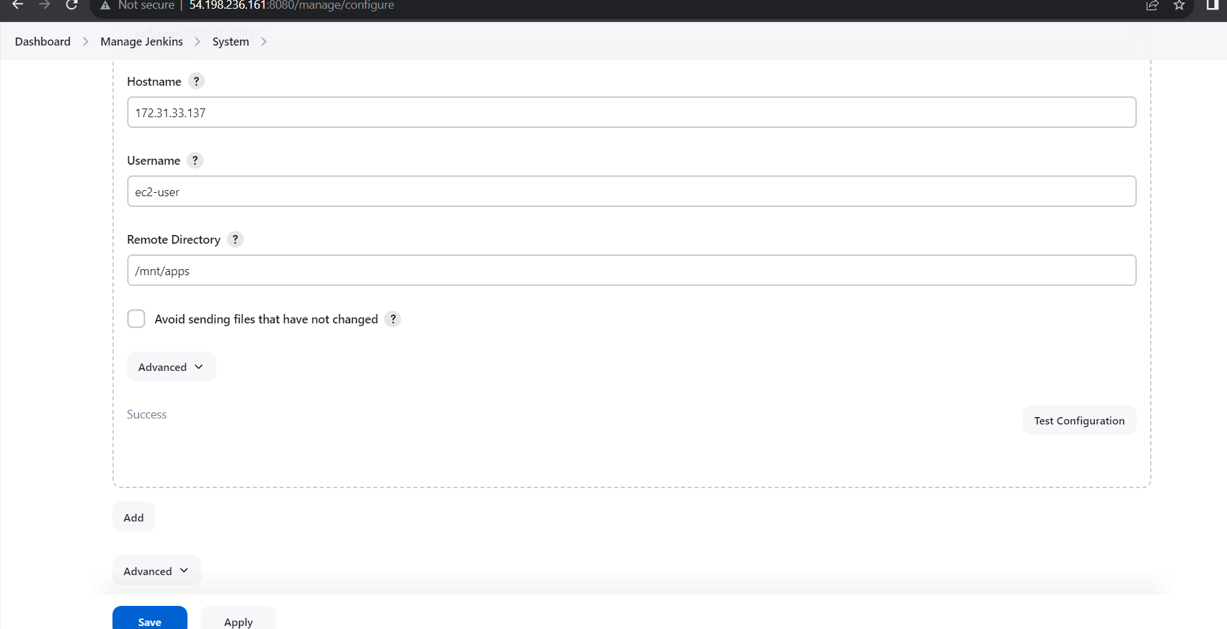 Not secure | 54.198.236.161:8080/manage/configure
Dashboard > Manage Jenkins > System >
Hostname ?
172.31.33.137
Username ?
ec2-user
Remote Directory ?
/mnt/apps
Avoid sending files that have not changed ?
Advanced
Success
Test Configuration
Add
Advanced
Save Apply